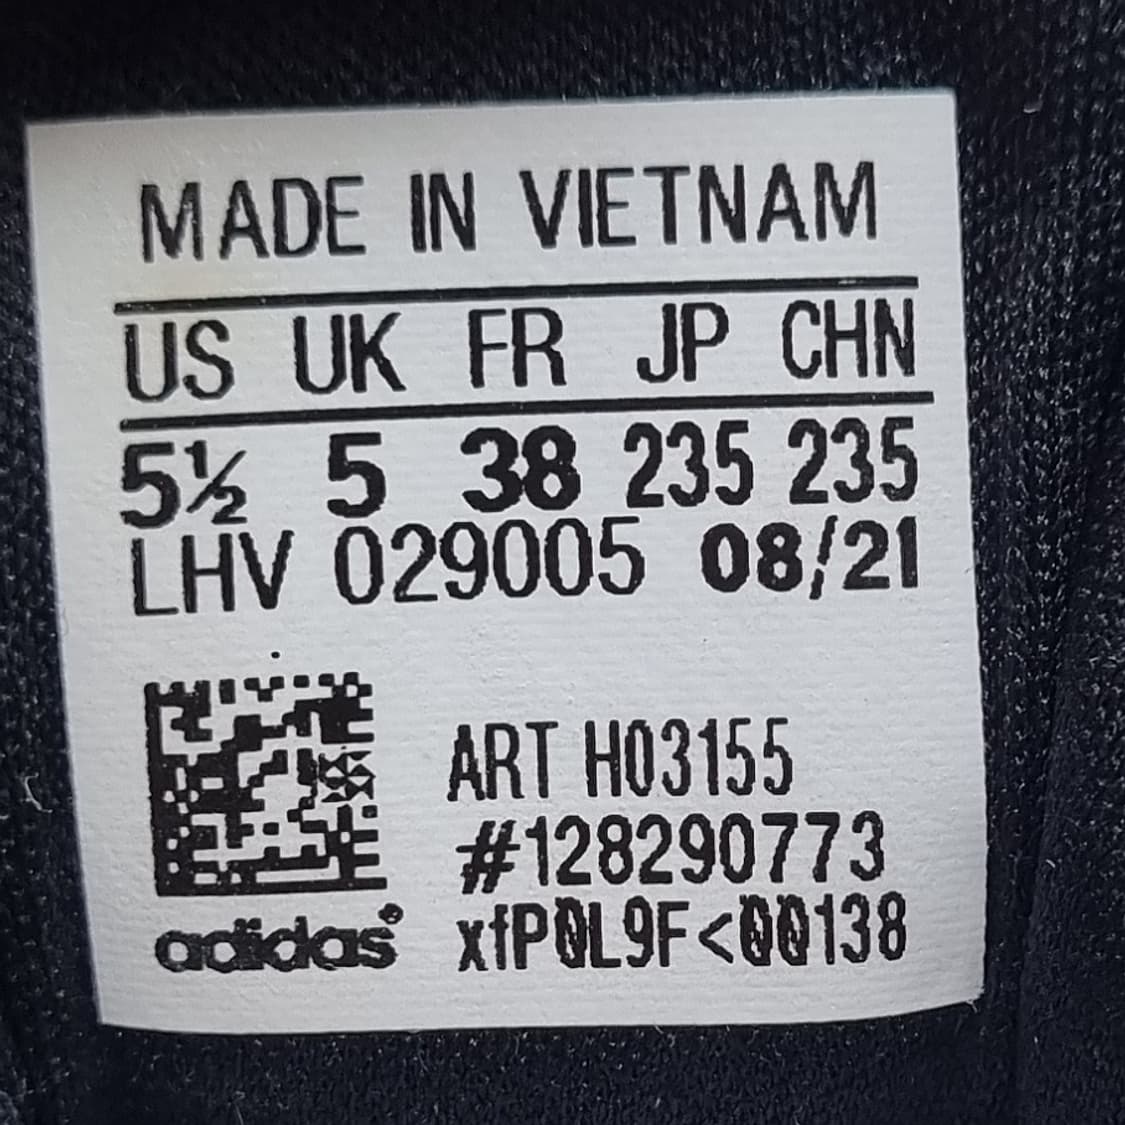 MADE IN VIETNAM
US UK FR JP CHN
5½ 5 38 235 235
LHV 029005 08/21
ART H03155
#128290773
adidas®
xfP0L9F<00138